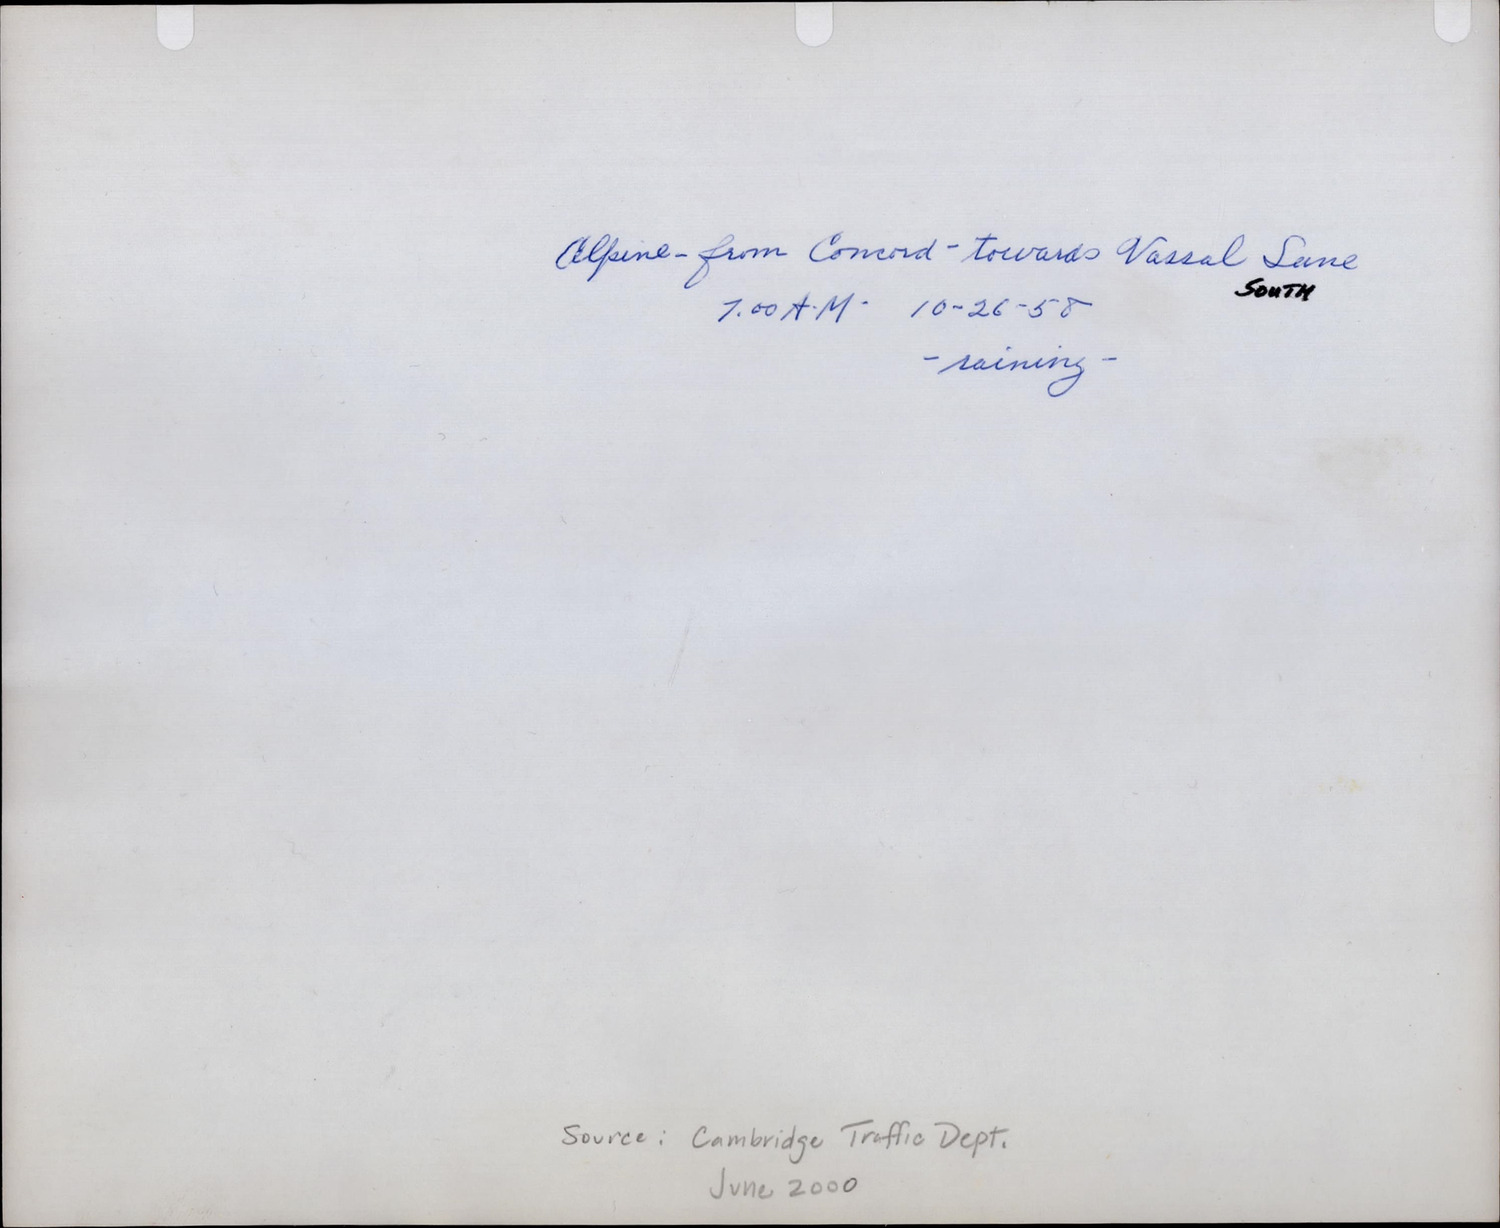 Alpine - from Concord - towards Vassal Lane
SOUTH
7.00 A.M. 10-26-58
- raining -
Source: Cambridge Traffic Dept.
June 2000